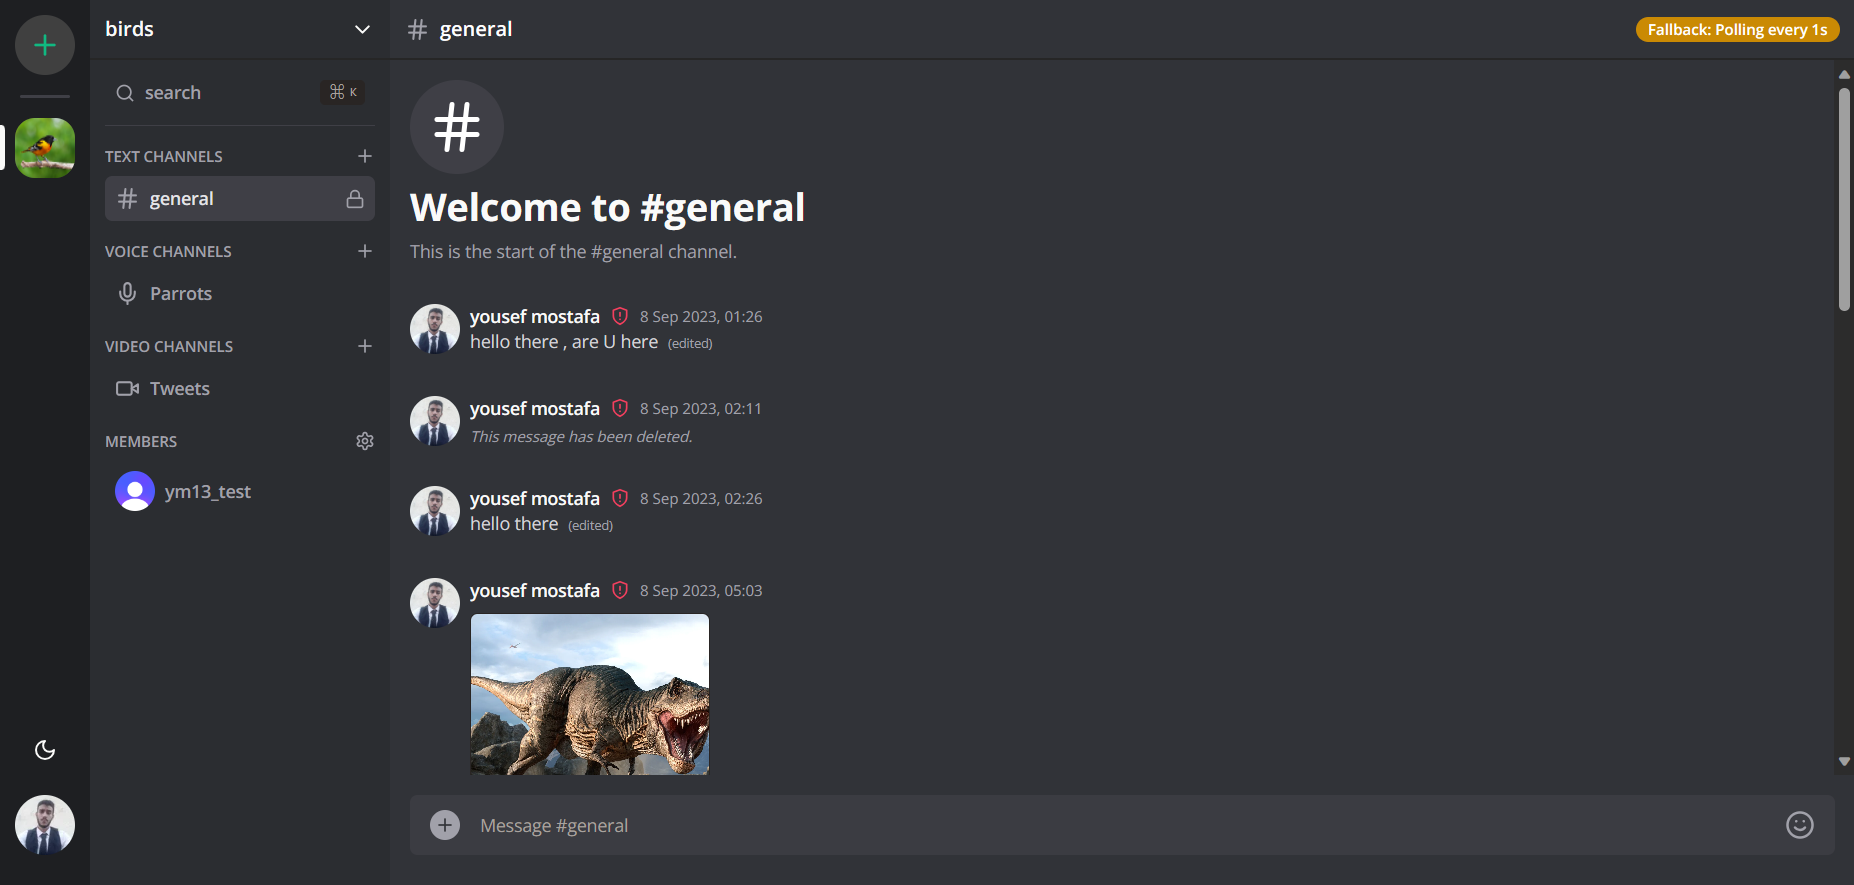 birds
search
⌘ K
TEXT CHANNELS
general
VOICE CHANNELS
Parrots
VIDEO CHANNELS
Tweets
MEMBERS
ym13_test
# general
Fallback: Polling every 1s
#
Welcome to #general
This is the start of the #general channel.
yousef mostafa 8 Sep 2023, 01:26
hello there , are U here (edited)
yousef mostafa 8 Sep 2023, 02:11
This message has been deleted.
yousef mostafa 8 Sep 2023, 02:26
hello there (edited)
yousef mostafa 8 Sep 2023, 05:03
Message #general